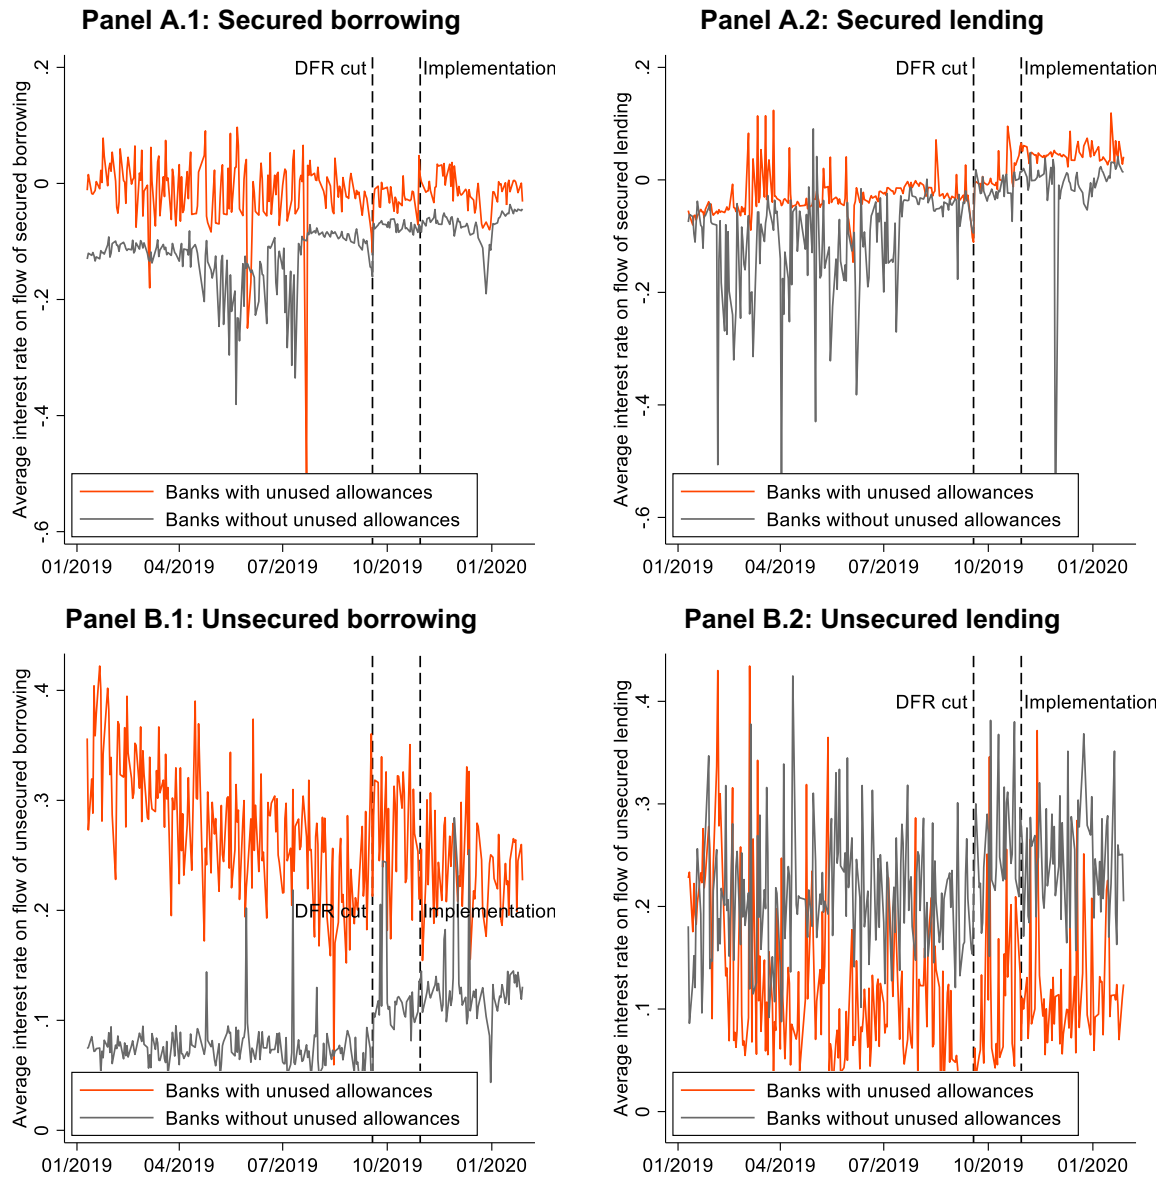 Panel A.1: Secured borrowing
Average interest rate on flow of secured borrowing
.2
0
-.2
-.4
-.6
DFR cut
Implementation
Banks with unused allowances
Banks without unused allowances
01/2019 04/2019 07/2019 10/2019 01/2020
Panel A.2: Secured lending
Average interest rate on flow of secured lending
.2
0
-.2
-.4
-.6
DFR cut
Implementation
Banks with unused allowances
Banks without unused allowances
01/2019 04/2019 07/2019 10/2019 01/2020
Panel B.1: Unsecured borrowing
Average interest rate on flow of unsecured borrowing
.4
.3
.2
.1
0
DFR cut
Implementation
Banks with unused allowances
Banks without unused allowances
01/2019 04/2019 07/2019 10/2019 01/2020
Panel B.2: Unsecured lending
Average interest rate on flow of unsecured lending
.4
.3
.2
.1
0
DFR cut
Implementation
Banks with unused allowances
Banks without unused allowances
01/2019 04/2019 07/2019 10/2019 01/2020